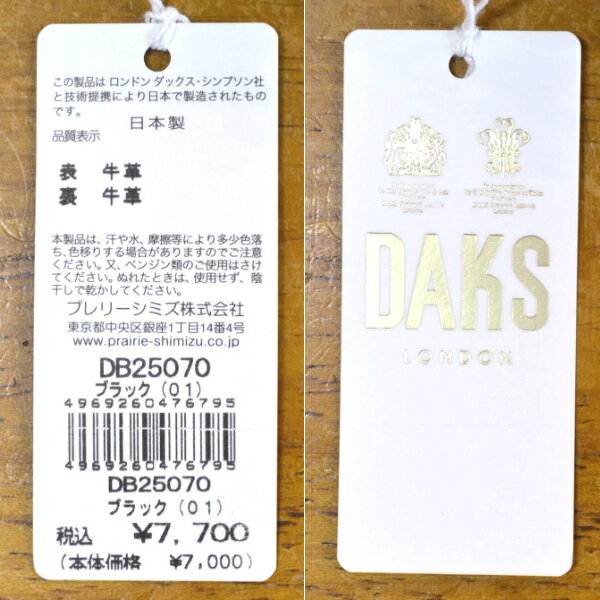 この製品は ロンドン ダックス・シンプソン社
と技術提携により日本で製造されたもの
です。
日本製
品質表示
表 牛革
裏 牛革
本製品は、汗や水、摩擦等により多少色落
ち、色移りする場合がありますのでご注意
ください。又、ベンジン類のご使用はさけ
てください。ぬれたときは、使用せず、陰
干しで乾かしてください。
プレリーシミズ株式会社
東京都中央区銀座1丁目14番4号
www.prairie-shimizu.co.jp
DB25070
ブラック(01)
4969260476795
4969260476795
DB25070
ブラック(01)
税込 ¥7,700
(本体価格 ¥7,000)
DAKS
LONDON